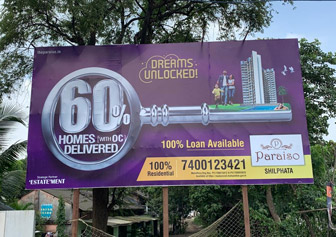 DREAMS
UNLOCKED!
60%
HOMES (WITH OC)
DELIVERED
100% Loan Available
100%
Residential
7400123421
Paraiso
SHILPHATA
ESTATEMENT